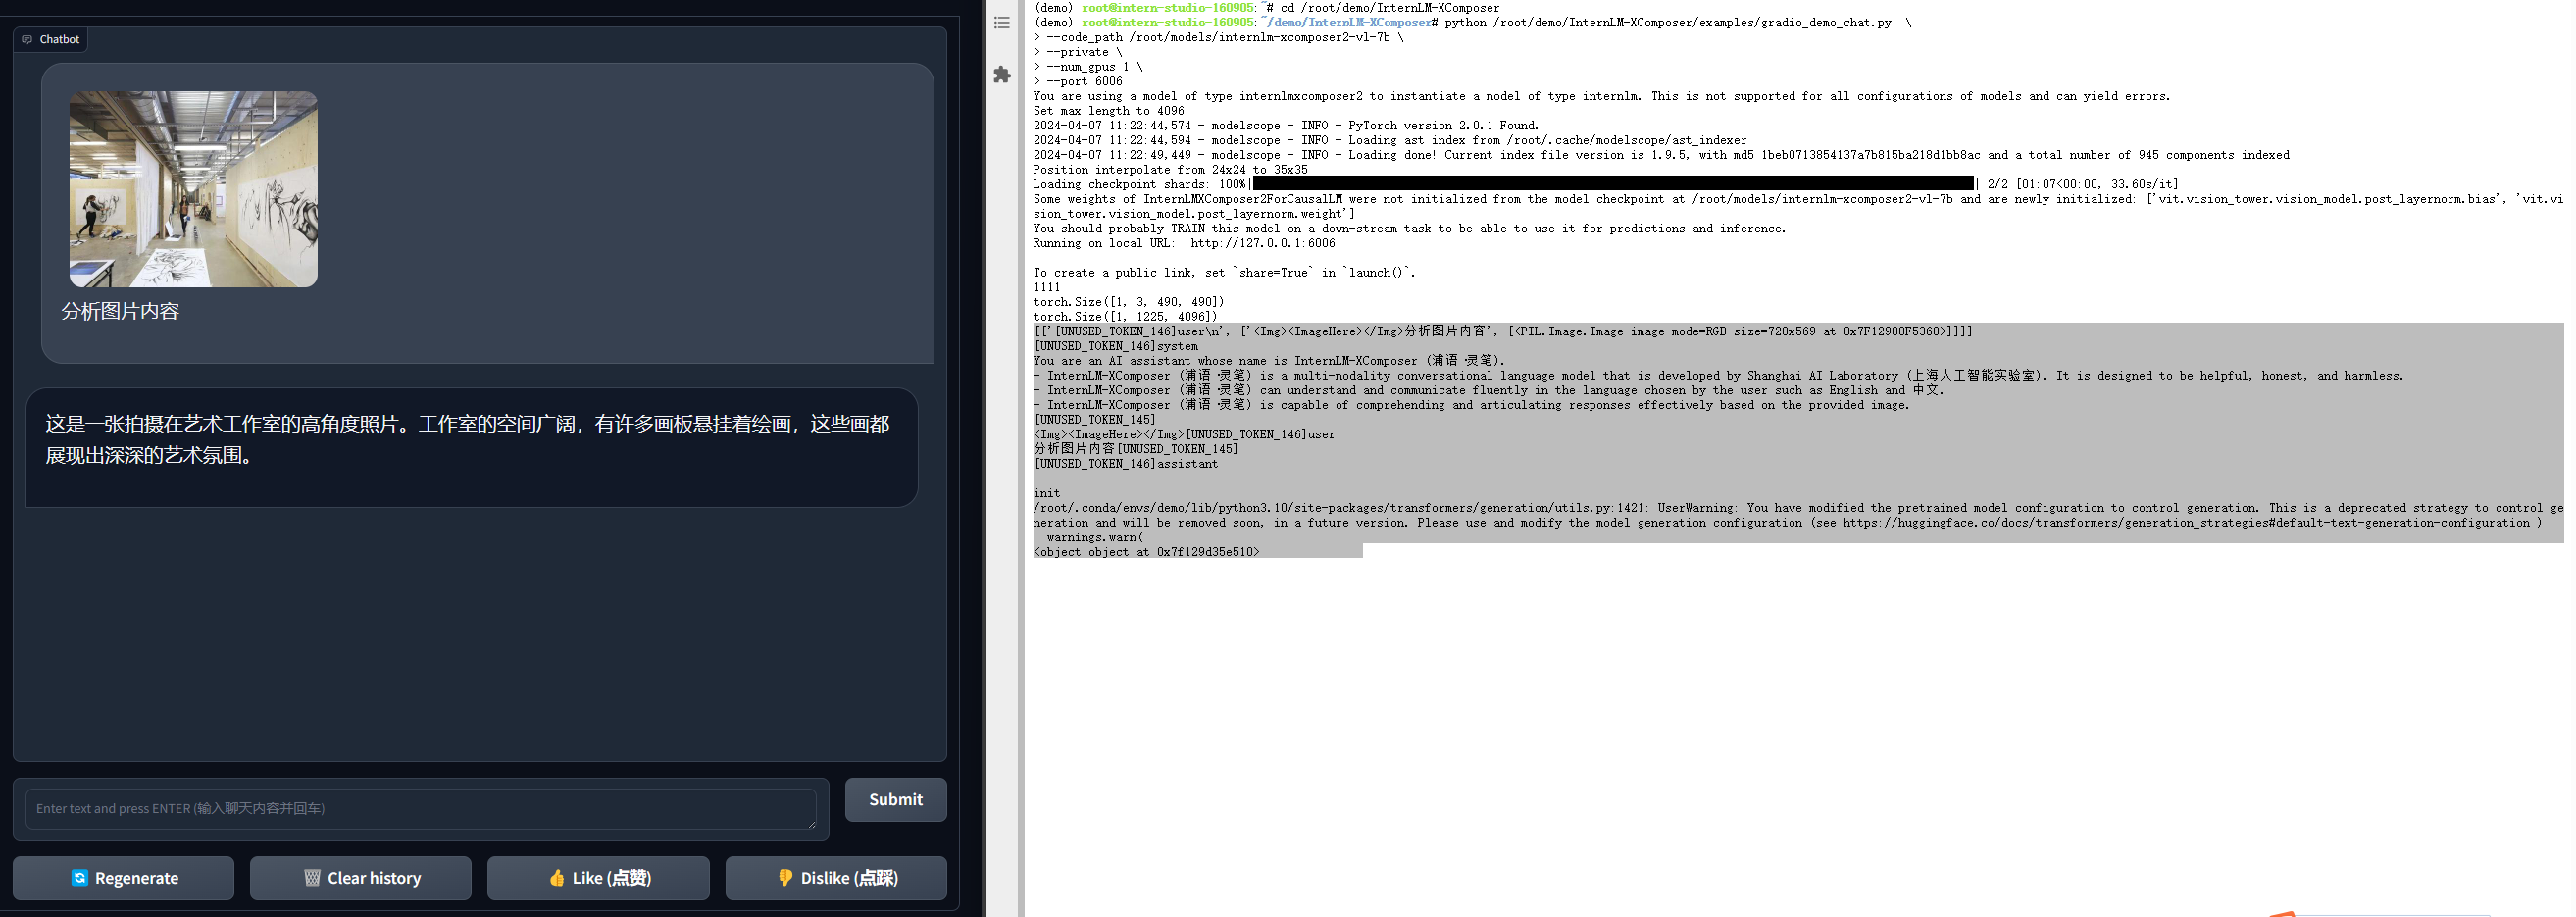 Chatbot
分析图片内容
这是一张拍摄在艺术工作室的高角度照片。工作室的空间广阔，有许多画板悬挂着绘画，这些画都
展现出深深的艺术氛围。
Enter text and press ENTER (输入聊天内容并回车)
Submit
Regenerate
Clear history
Like (点赞)
Dislike (点踩)
(demo) root@intern-studio-160905:~# cd /root/demo/InternLM-XComposer
(demo) root@intern-studio-160905:~/demo/InternLM-XComposer# python /root/demo/InternLM-XComposer/examples/gradio_demo_chat.py  \
> --code_path /root/models/internlm-xcomposer2-vl-7b \
> --private \
> --num_gpus 1 \
> --port 6006
You are using a model of type internlmxcomposer2 to instantiate a model of type internlm. This is not supported for all configurations of models and can yield errors.
Set max length to 4096
2024-04-07 11:22:44,574 - modelscope - INFO - PyTorch version 2.0.1 Found.
2024-04-07 11:22:44,594 - modelscope - INFO - Loading ast index from /root/.cache/modelscope/ast_indexer
2024-04-07 11:22:49,449 - modelscope - INFO - Loading done! Current index file version is 1.9.5, with md5 1beb0713854137a7b815ba218d1bb8ac and a total number of 945 components indexed
Position interpolate from 24x24 to 35x35
Loading checkpoint shards: 100%| | 2/2 [01:07<00:00, 33.60s/it]
Some weights of InternLMXComposer2ForCausalLM were not initialized from the model checkpoint at /root/models/internlm-xcomposer2-vl-7b and are newly initialized: ['vit.vision_tower.vision_model.post_layernorm.bias', 'vit.vi
sion_tower.vision_model.post_layernorm.weight']
You should probably TRAIN this model on a down-stream task to be able to use it for predictions and inference.
Running on local URL:  http://127.0.0.1:6006
To create a public link, set `share=True` in `launch()`.
1111
torch.Size([1, 3, 490, 490])
torch.Size([1, 1225, 4096])
[['[UNUSED_TOKEN_146]user\n', ['<Img><ImageHere></Img>分析图片内容', [<PIL.Image.Image image mode=RGB size=720x569 at 0x7F12980F5360>]]]]
[UNUSED_TOKEN_146]system
You are an AI assistant whose name is InternLM-XComposer (浦语·灵笔).
- InternLM-XComposer (浦语·灵笔) is a multi-modality conversational language model that is developed by Shanghai AI Laboratory (上海人工智能实验室). It is designed to be helpful, honest, and harmless.
- InternLM-XComposer (浦语·灵笔) can understand and communicate fluently in the language chosen by the user such as English and 中文.
- InternLM-XComposer (浦语·灵笔) is capable of comprehending and articulating responses effectively based on the provided image.
[UNUSED_TOKEN_145]
<Img><ImageHere></Img>[UNUSED_TOKEN_146]user
分析图片内容[UNUSED_TOKEN_145]
[UNUSED_TOKEN_146]assistant
init
/root/.conda/envs/demo/lib/python3.10/site-packages/transformers/generation/utils.py:1421: UserWarning: You have modified the pretrained model configuration to control generation. This is a deprecated strategy to control ge
neration and will be removed soon, in a future version. Please use and modify the model generation configuration (see https://huggingface.co/docs/transformers/generation_strategies#default-text-generation-configuration )
  warnings.warn(
<object object at 0x7f129d35e510>